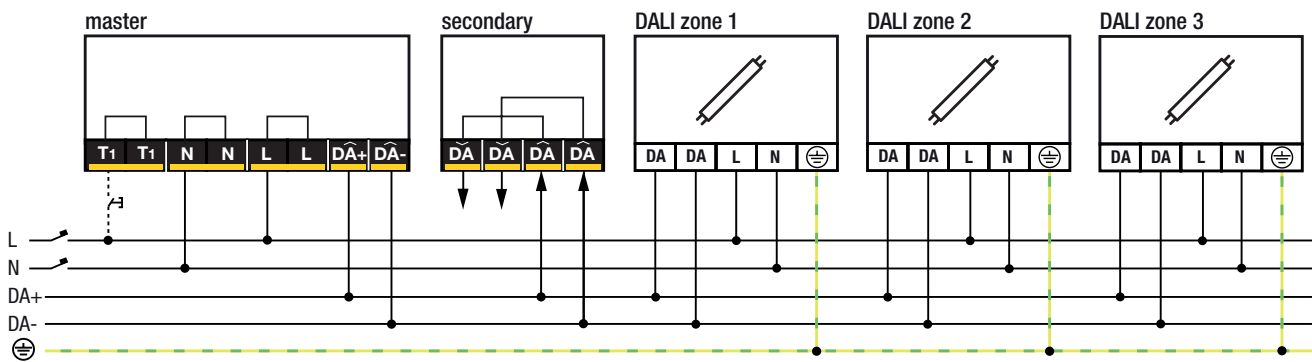 master secondary DALI zone 1 DALI zone 2 DALI zone 3
T1 T1 N N L L DA+ DA- DA DA DA DA DA DA L N DA DA L N DA DA L N
L
N
DA+
DA-